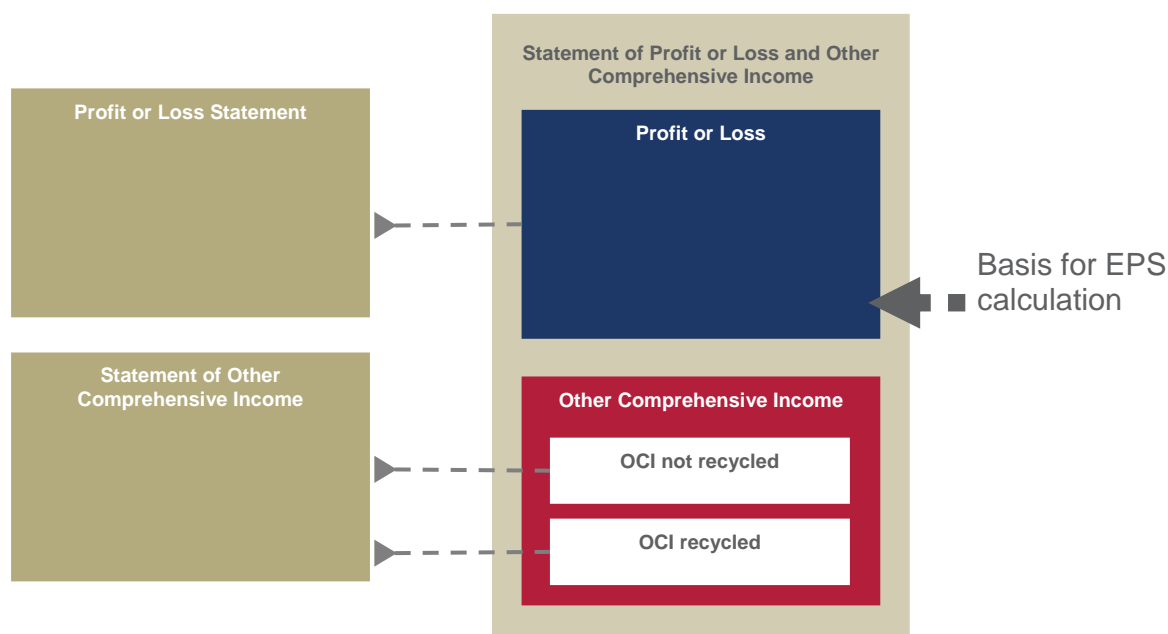 Statement of Profit or Loss and Other
Comprehensive Income
Profit or Loss Statement
Profit or Loss
Basis for EPS
calculation
Statement of Other
Comprehensive Income
Other Comprehensive Income
OCI not recycled
OCI recycled